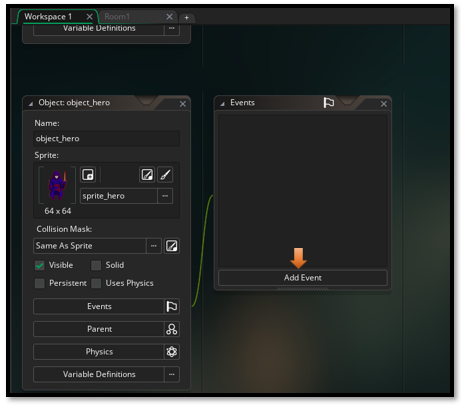 Workspace 1
Room1
Variable Definitions
Object: object_hero
Name:
object_hero
Sprite:
sprite_hero
64 x 64
Collision Mask:
Same As Sprite
Visible
Solid
Persistent
Uses Physics
Events
Parent
Physics
Variable Definitions
Events
Add Event